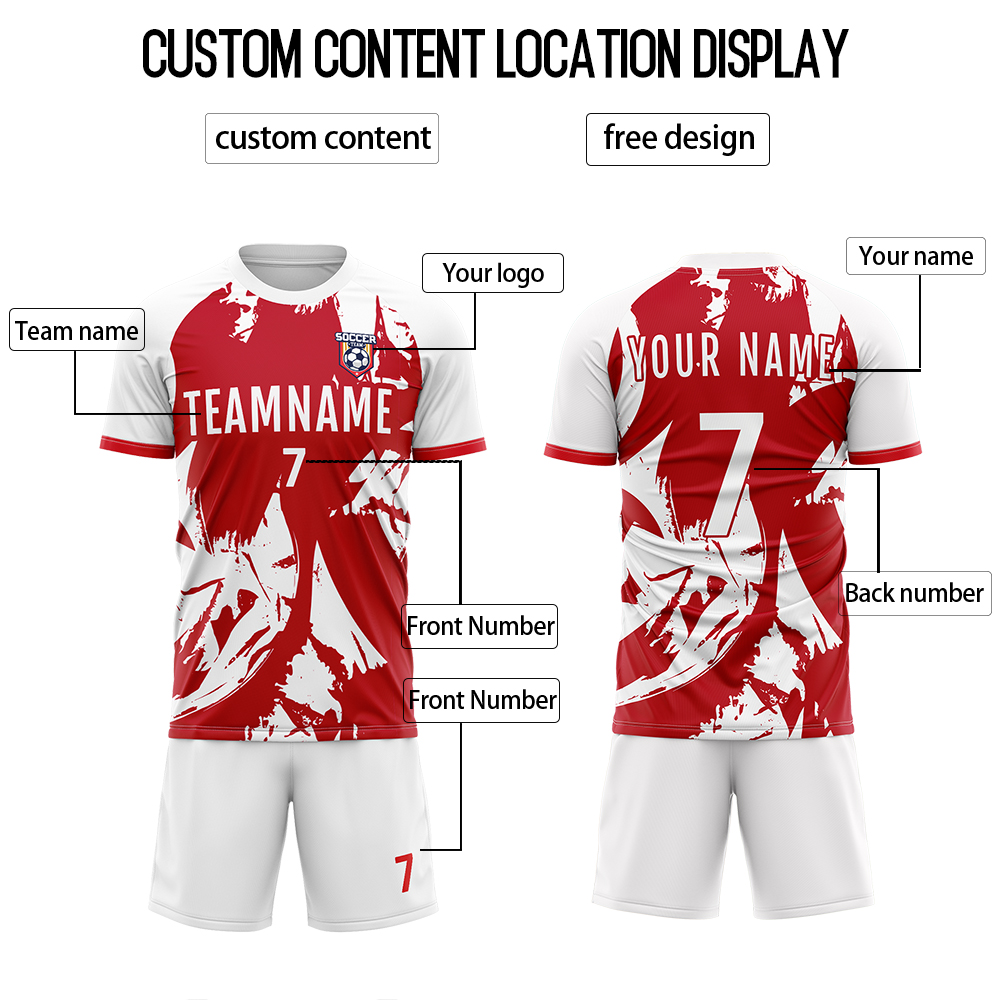 CUSTOM CONTENT LOCATION DISPLAY
custom content
free design
Your logo
Your name
Team name
SOCCER
TEAM
YOUR NAME
TEAMNAME
7
7
Front Number
Back number
Front Number
7